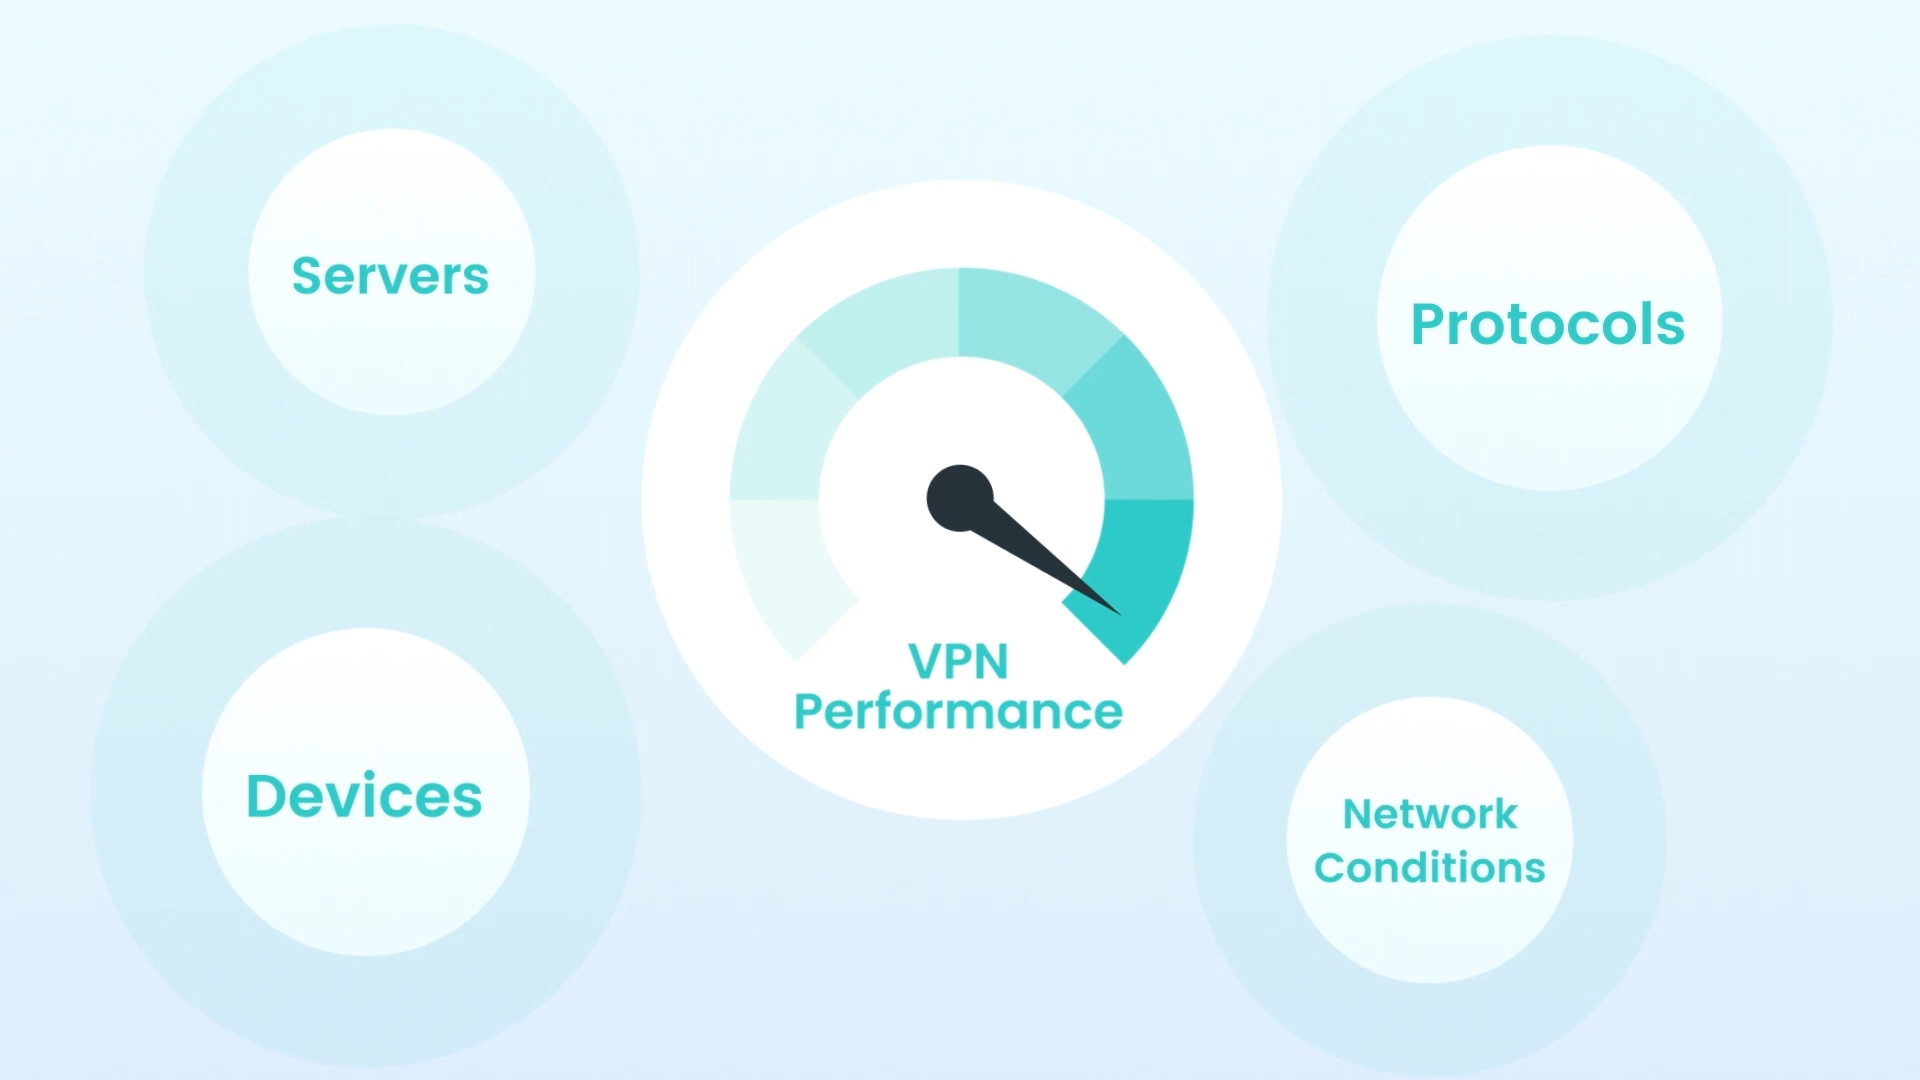 Servers
Protocols
VPN
Performance
Devices
Network
Conditions